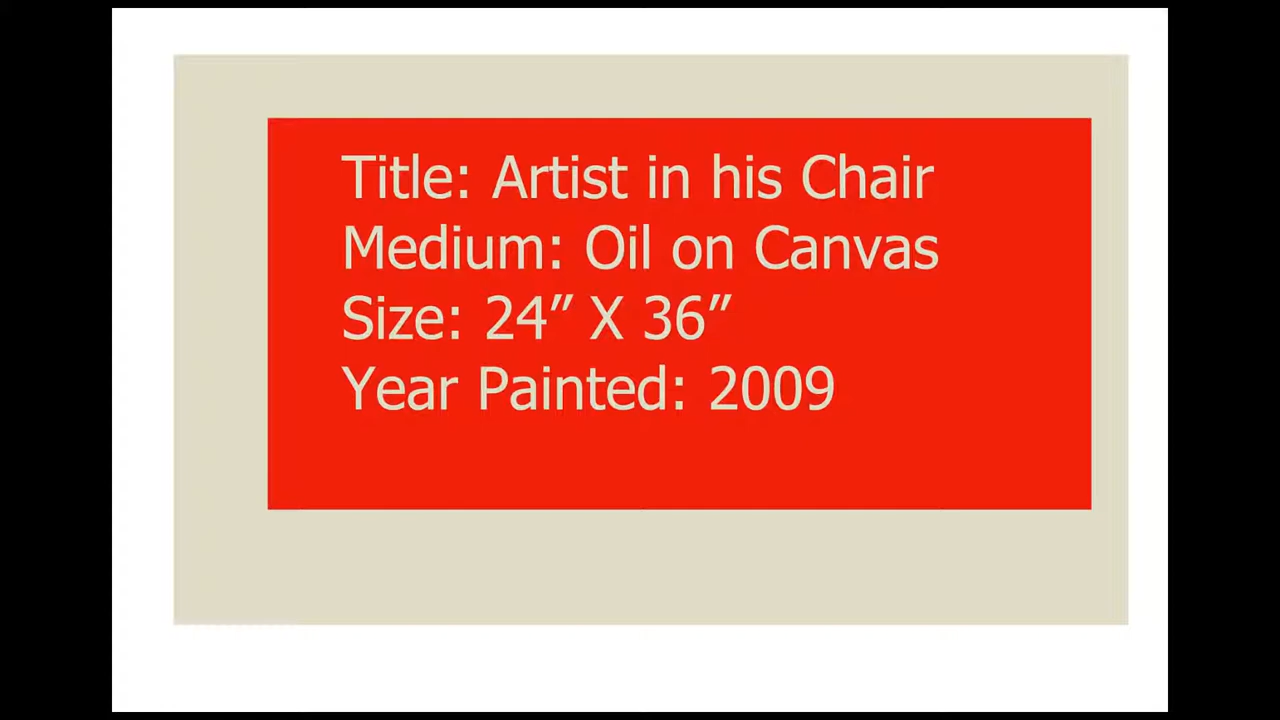 Title: Artist in his Chair
Medium: Oil on Canvas
Size: 24” X 36”
Year Painted: 2009